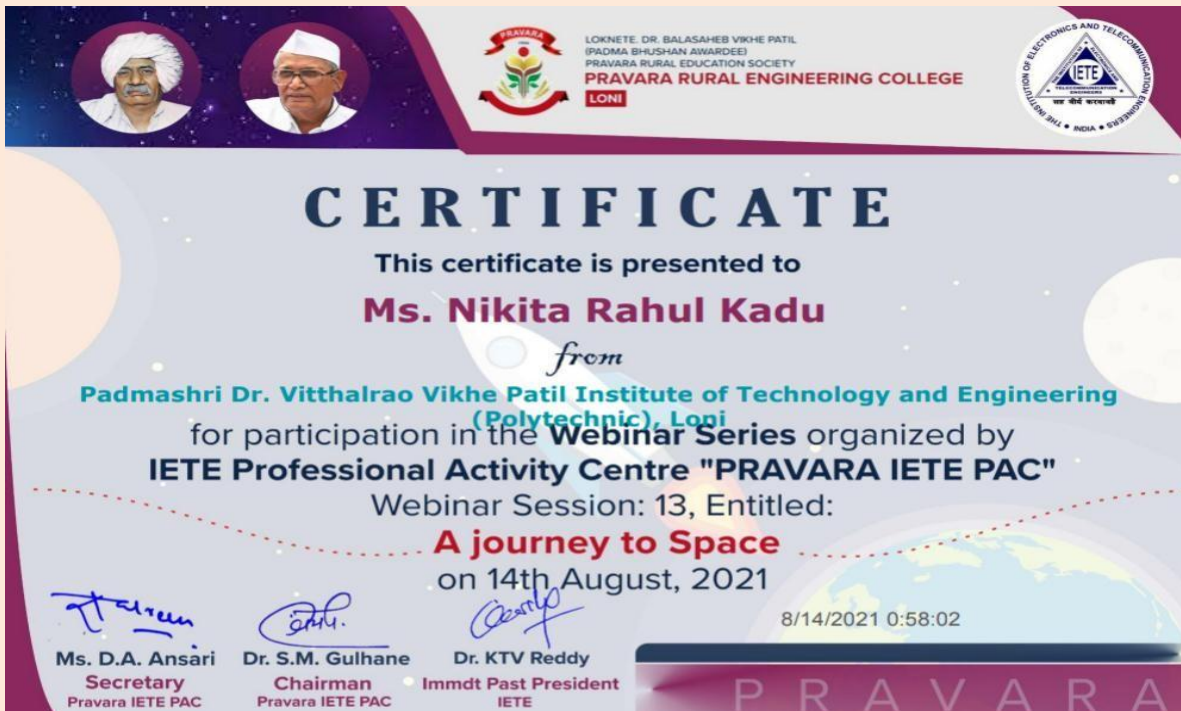 PRAVARA
LOKNETE. DR. BALASAHEB VIKHE PATIL
(PADMA BHUSHAN AWARDEE)
PRAVARA RURAL EDUCATION SOCIETY
PRAVARA RURAL ENGINEERING COLLEGE
LONI
THE INSTITUTION OF ELECTRONICS AND TELECOMMUNICATION ENGINEERS
IETE
सह वीर्यं करवावहै
INDIA
CERTIFICATE
This certificate is presented to
Ms. Nikita Rahul Kadu
from
Padmashri Dr. Vitthalrao Vikhe Patil Institute of Technology and Engineering
(Polytechnic), Loni
for participation in the Webinar Series organized by
IETE Professional Activity Centre "PRAVARA IETE PAC"
Webinar Session: 13, Entitled:
A journey to Space
on 14th August, 2021
8/14/2021 0:58:02
Ms. D.A. Ansari Dr. S.M. Gulhane Dr. KTV Reddy
Secretary Chairman Immdt Past President
Pravara IETE PAC Pravara IETE PAC IETE
PRAVARA